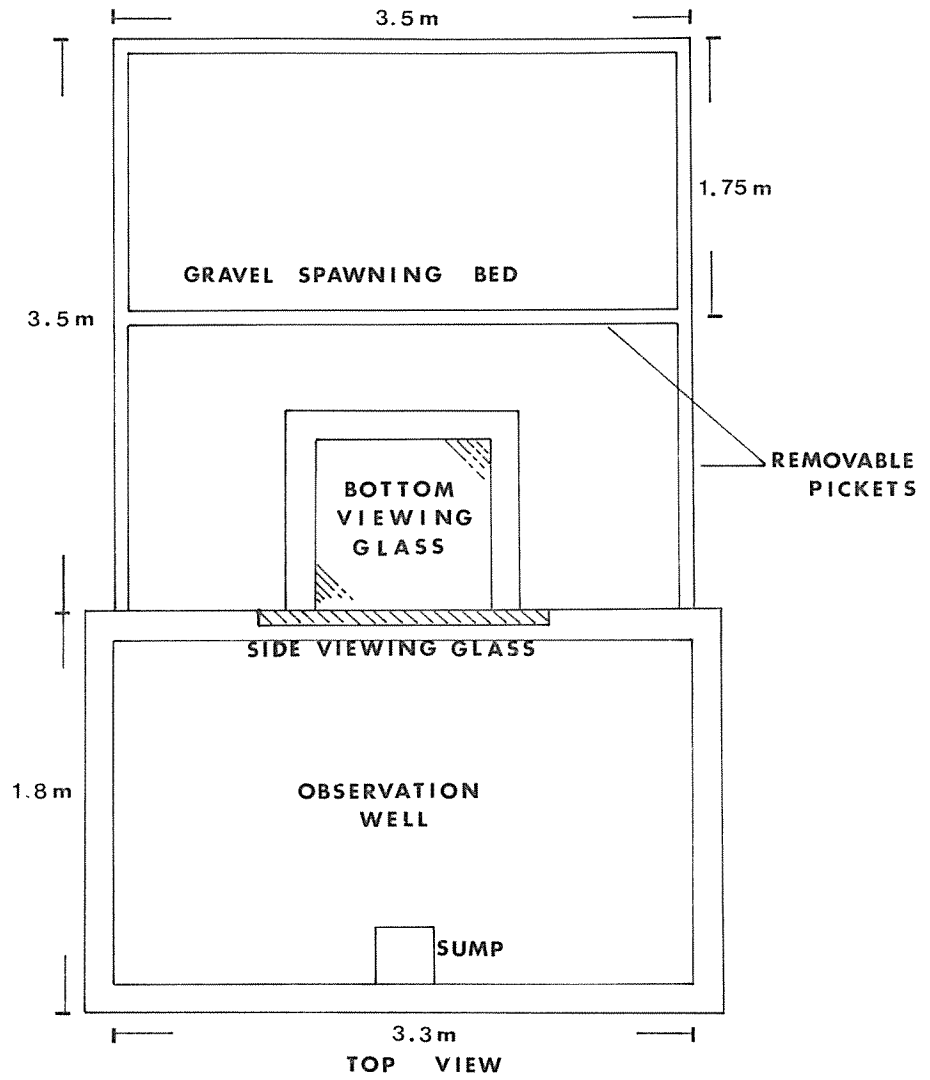 3.5 m
1.75 m
GRAVEL SPAWNING BED
3.5 m
REMOVABLE
PICKETS
BOTTOM
VIEWING
GLASS
SIDE VIEWING GLASS
1.8 m
OBSERVATION
WELL
SUMP
3.3 m
TOP VIEW